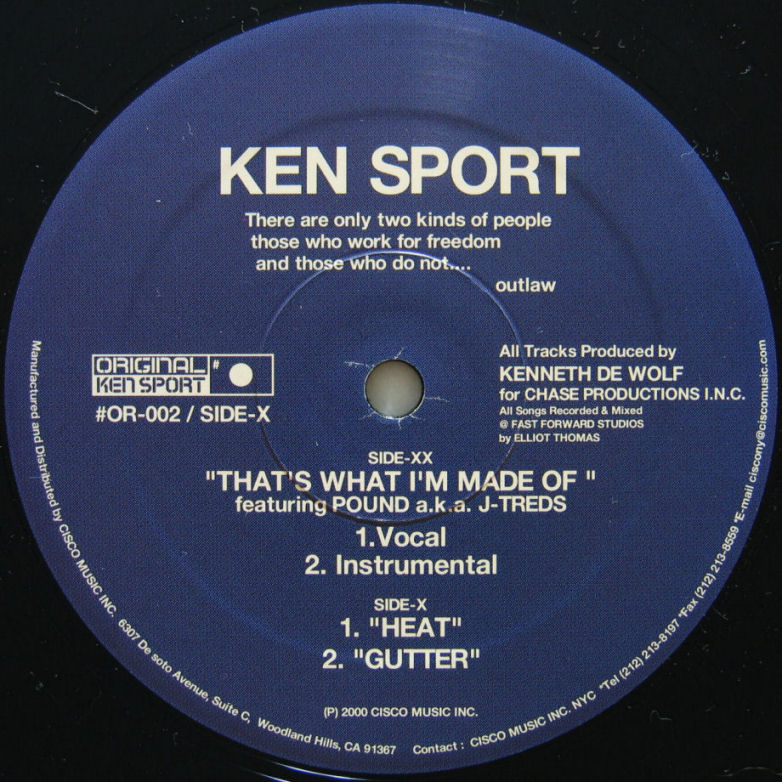 KEN SPORT
There are only two kinds of people
those who work for freedom
and those who do not....
outlaw
ORIGINAL #
KEN SPORT
#OR-002 / SIDE-X
All Tracks Produced by
KENNETH DE WOLF
for CHASE PRODUCTIONS I.N.C.
All Songs Recorded & Mixed
@ FAST FORWARD STUDIOS
by ELLIOT THOMAS
SIDE-XX
"THAT'S WHAT I'M MADE OF "
featuring POUND a.k.a. J-TREDS
1.Vocal
2. Instrumental
SIDE-X
1. "HEAT"
2. "GUTTER"
(P) 2000 CISCO MUSIC INC.
Manufactured and Distributed by CISCO MUSIC INC. 6307 De soto Avenue, Suite C, Woodland Hills, CA 91367 Contact : CISCO MUSIC INC. NYC *Tel (212) 213-8197 *Fax (212) 213-8559 *E-mail ciscony@ciscomusic.com